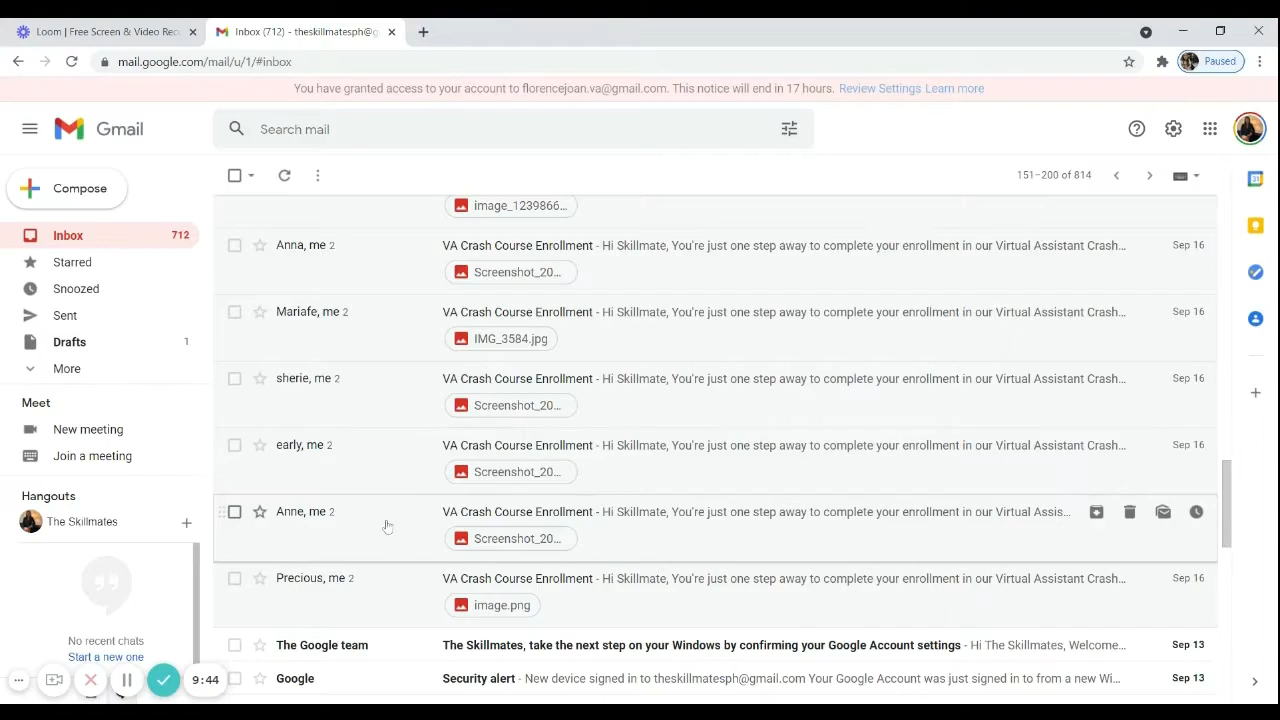 Loom | Free Screen & Video Rec
Inbox (712) - theskillmatesph@g
mail.google.com/mail/u/1/#inbox
Paused
You have granted access to your account to florencejoan.va@gmail.com. This notice will end in 17 hours. Review Settings Learn more
Gmail
Search mail
Compose
151–200 of 814
image_1239866...
Inbox 712
Anna, me 2 VA Crash Course Enrollment - Hi Skillmate, You're just one step away to complete your enrollment in our Virtual Assistant Crash... Sep 16
Starred
Screenshot_20...
Snoozed
Sent
Mariafe, me 2 VA Crash Course Enrollment - Hi Skillmate, You're just one step away to complete your enrollment in our Virtual Assistant Crash... Sep 16
Drafts 1
IMG_3584.jpg
More
sherie, me 2 VA Crash Course Enrollment - Hi Skillmate, You're just one step away to complete your enrollment in our Virtual Assistant Crash... Sep 16
Meet
Screenshot_20...
New meeting
early, me 2 VA Crash Course Enrollment - Hi Skillmate, You're just one step away to complete your enrollment in our Virtual Assistant Crash... Sep 16
Join a meeting
Screenshot_20...
Hangouts
Anne, me 2 VA Crash Course Enrollment - Hi Skillmate, You're just one step away to complete your enrollment in our Virtual Assis...
The Skillmates
Screenshot_20...
Precious, me 2 VA Crash Course Enrollment - Hi Skillmate, You're just one step away to complete your enrollment in our Virtual Assistant Crash... Sep 16
image.png
No recent chats
The Google team The Skillmates, take the next step on your Windows by confirming your Google Account settings - Hi The Skillmates, Welcome... Sep 13
Start a new one
9:44
Google Security alert - New device signed in to theskillmatesph@gmail.com Your Google Account was just signed in to from a new Wi... Sep 13